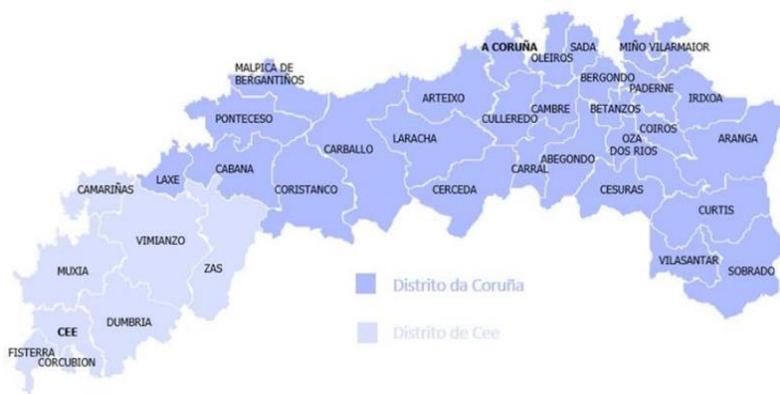 A CORUÑA
OLEIROS
SADA
MIÑO VILARMAIOR
MALPICA DE
BERGANTIÑOS
BERGONDO
PADERNE
IRIXOA
ARTEIXO
PONTECESO
CULLEREDO
CAMBRE
BETANZOS
COIROS
OZA
DOS RIOS
ARANGA
CARBALLO
LARACHA
LAXE
CABANA
CORISTANCO
CERCEDA
CARRAL
ABEGONDO
CESURAS
CAMARIÑAS
VIMIANZO
ZAS
CURTIS
MUXIA
VILASANTAR
SOBRADO
DUMBRIA
CEE
FISTERRA
CORCUBION
Distrito da Coruña
Distrito de Cee